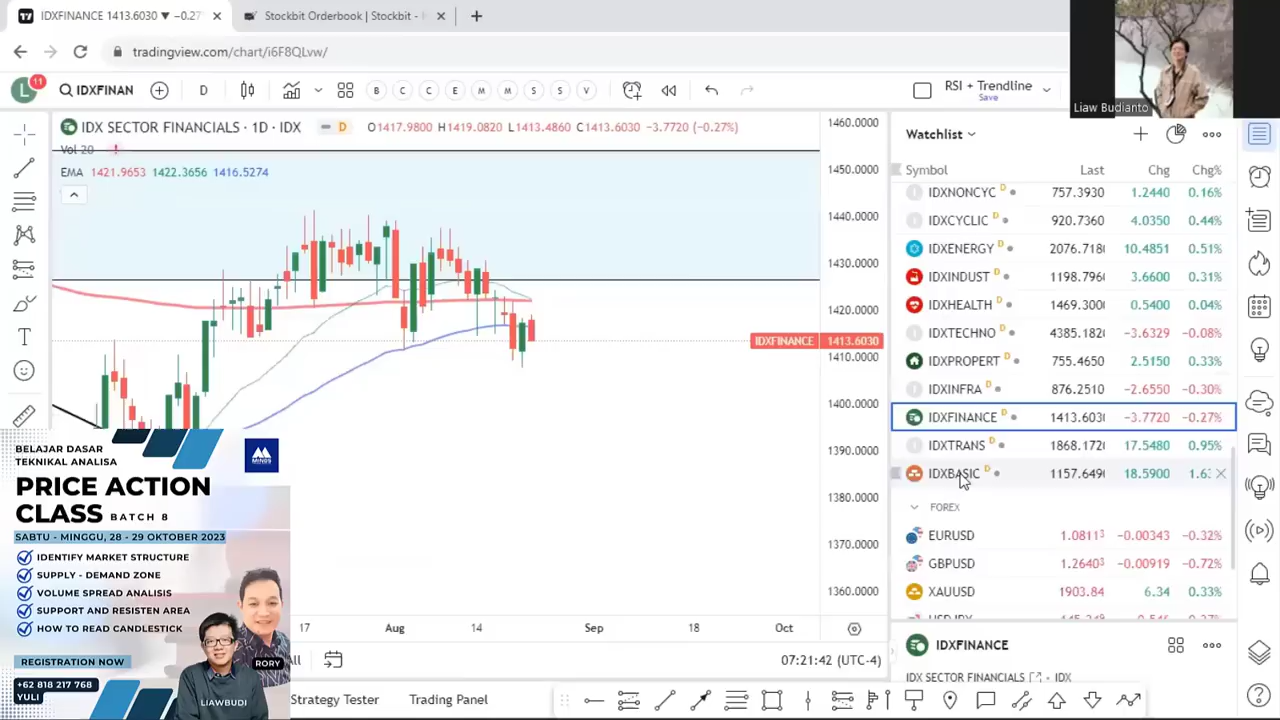 IDXFINANCE 1413.6030 ▼ −0.27
Stockbit Orderbook | Stockbit -
tradingview.com/chart/i6F8QLvw/
Liaw Budianto
L 11 IDXFINAN D B C C E M M S S V RSI + Trendline
Save
IDX SECTOR FINANCIALS · 1D · IDX D O1417.9800 H1419.0820 L1413.4860 C1413.6030 −3.7720 (−0.27%)
Vol 20
EMA 1421.9653 1422.3656 1416.5274
1460.0000
1450.0000
1440.0000
1430.0000
1420.0000
IDXFINANCE 1413.6030
1410.0000
1400.0000
1390.0000
1380.0000
1370.0000
1360.0000
17 Aug 14 Sep 18 Oct
07:21:42 (UTC-4)
Strategy Tester Trading Panel
Watchlist
Symbol Last Chg Chg%
IDXNONCYC D 757.3930 1.2440 0.16%
IDXCYCLIC D 920.7360 4.0350 0.44%
IDXENERGY D 2076.718 10.4851 0.51%
IDXINDUST D 1198.796 3.6600 0.31%
IDXHEALTH D 1469.300 0.5400 0.04%
IDXTECHNO D 4385.182 −3.6329 −0.08%
IDXPROPERT D 755.4650 2.5150 0.33%
IDXINFRA D 876.2510 −2.6550 −0.30%
IDXFINANCE D 1413.603 −3.7720 −0.27%
IDXTRANS D 1868.172 17.5480 0.95%
IDXBASIC D 1157.649 18.5900 1.6
FOREX
EURUSD 1.08113 −0.00343 −0.32%
GBPUSD 1.26403 −0.00919 −0.72%
XAUUSD 1903.84 6.34 0.33%
IDXFINANCE
IDX SECTOR FINANCIALS • IDX
BELAJAR DASAR
TEKNIKAL ANALISA
MINDS
PRICE ACTION
CLASS BATCH 8
SABTU - MINGGU, 28 - 29 OKTOBER 2023
IDENTIFY MARKET STRUCTURE
SUPPLY - DEMAND ZONE
VOLUME SPREAD ANALISIS
SUPPORT AND RESISTEN AREA
HOW TO READ CANDLESTICK
REGISTRATION NOW
+62 818 217 768
YULI
RORY
LIAWBUDI